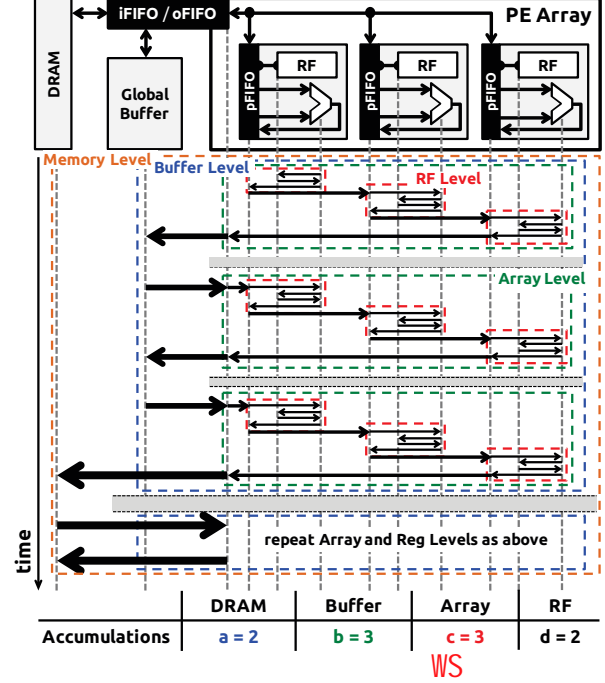 DRAM
iFIFO / oFIFO
PE Array
Global
Buffer
pFIFO
RF
pFIFO
RF
pFIFO
RF
Memory Level
Buffer Level
RF Level
Array Level
repeat Array and Reg Levels as above
time
DRAM Buffer Array RF
Accumulations a = 2 b = 3 c = 3 d = 2
WS